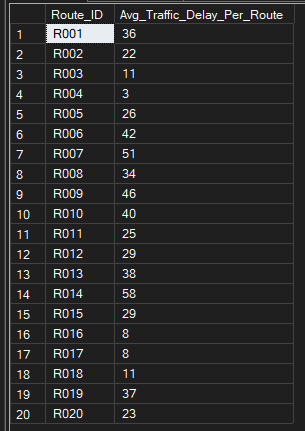 Route_ID Avg_Traffic_Delay_Per_Route
1 R001 36
2 R002 22
3 R003 11
4 R004 3
5 R005 26
6 R006 42
7 R007 51
8 R008 34
9 R009 46
10 R010 40
11 R011 25
12 R012 29
13 R013 38
14 R014 58
15 R015 29
16 R016 8
17 R017 8
18 R018 11
19 R019 37
20 R020 23